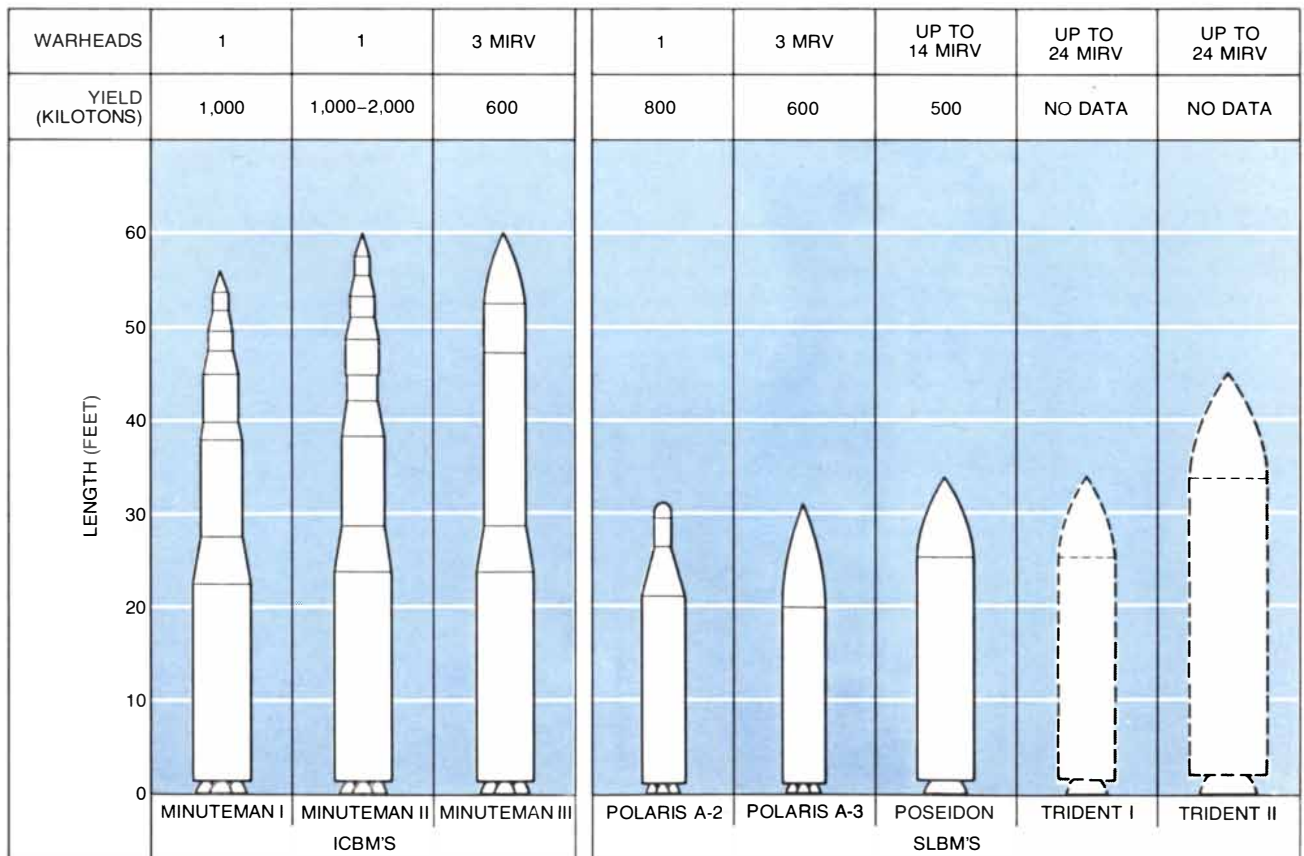 WARHEADS 1 1 3 MIRV 1 3 MRV UP TO 14 MIRV UP TO 24 MIRV UP TO 24 MIRV
YIELD (KILOTONS) 1,000 1,000–2,000 600 800 600 500 NO DATA NO DATA
LENGTH (FEET)
60
50
40
30
20
10
0
MINUTEMAN I MINUTEMAN II MINUTEMAN III POLARIS A-2 POLARIS A-3 POSEIDON TRIDENT I TRIDENT II
ICBM'S SLBM'S